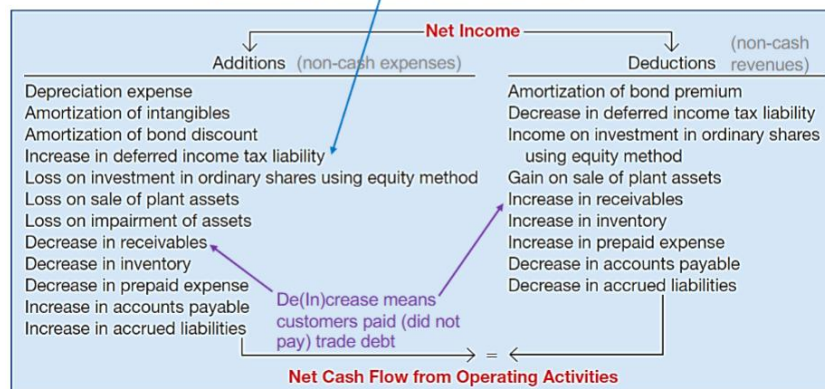 Net Income
Additions (non-cash expenses)
Depreciation expense
Amortization of intangibles
Amortization of bond discount
Increase in deferred income tax liability
Loss on investment in ordinary shares using equity method
Loss on sale of plant assets
Loss on impairment of assets
Decrease in receivables
Decrease in inventory
Decrease in prepaid expense
Increase in accounts payable
Increase in accrued liabilities
Deductions (non-cash
revenues)
Amortization of bond premium
Decrease in deferred income tax liability
Income on investment in ordinary shares
using equity method
Gain on sale of plant assets
Increase in receivables
Increase in inventory
Increase in prepaid expense
Decrease in accounts payable
Decrease in accrued liabilities
De(In)crease means
customers paid (did not
pay) trade debt
=
Net Cash Flow from Operating Activities